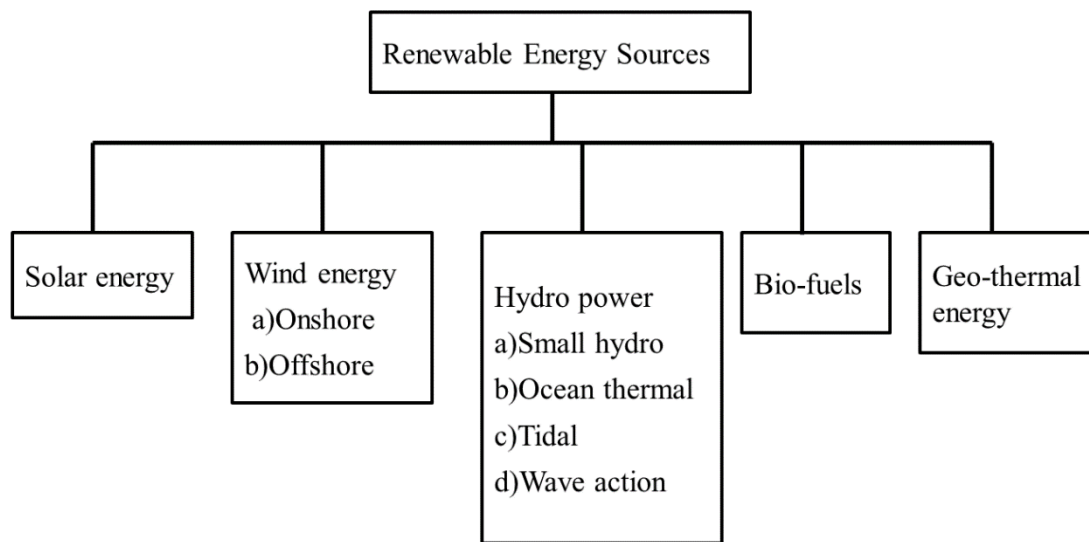 Renewable Energy Sources
Solar energy
Wind energy
a)Onshore
b)Offshore
Hydro power
a)Small hydro
b)Ocean thermal
c)Tidal
d)Wave action
Bio-fuels
Geo-thermal
energy